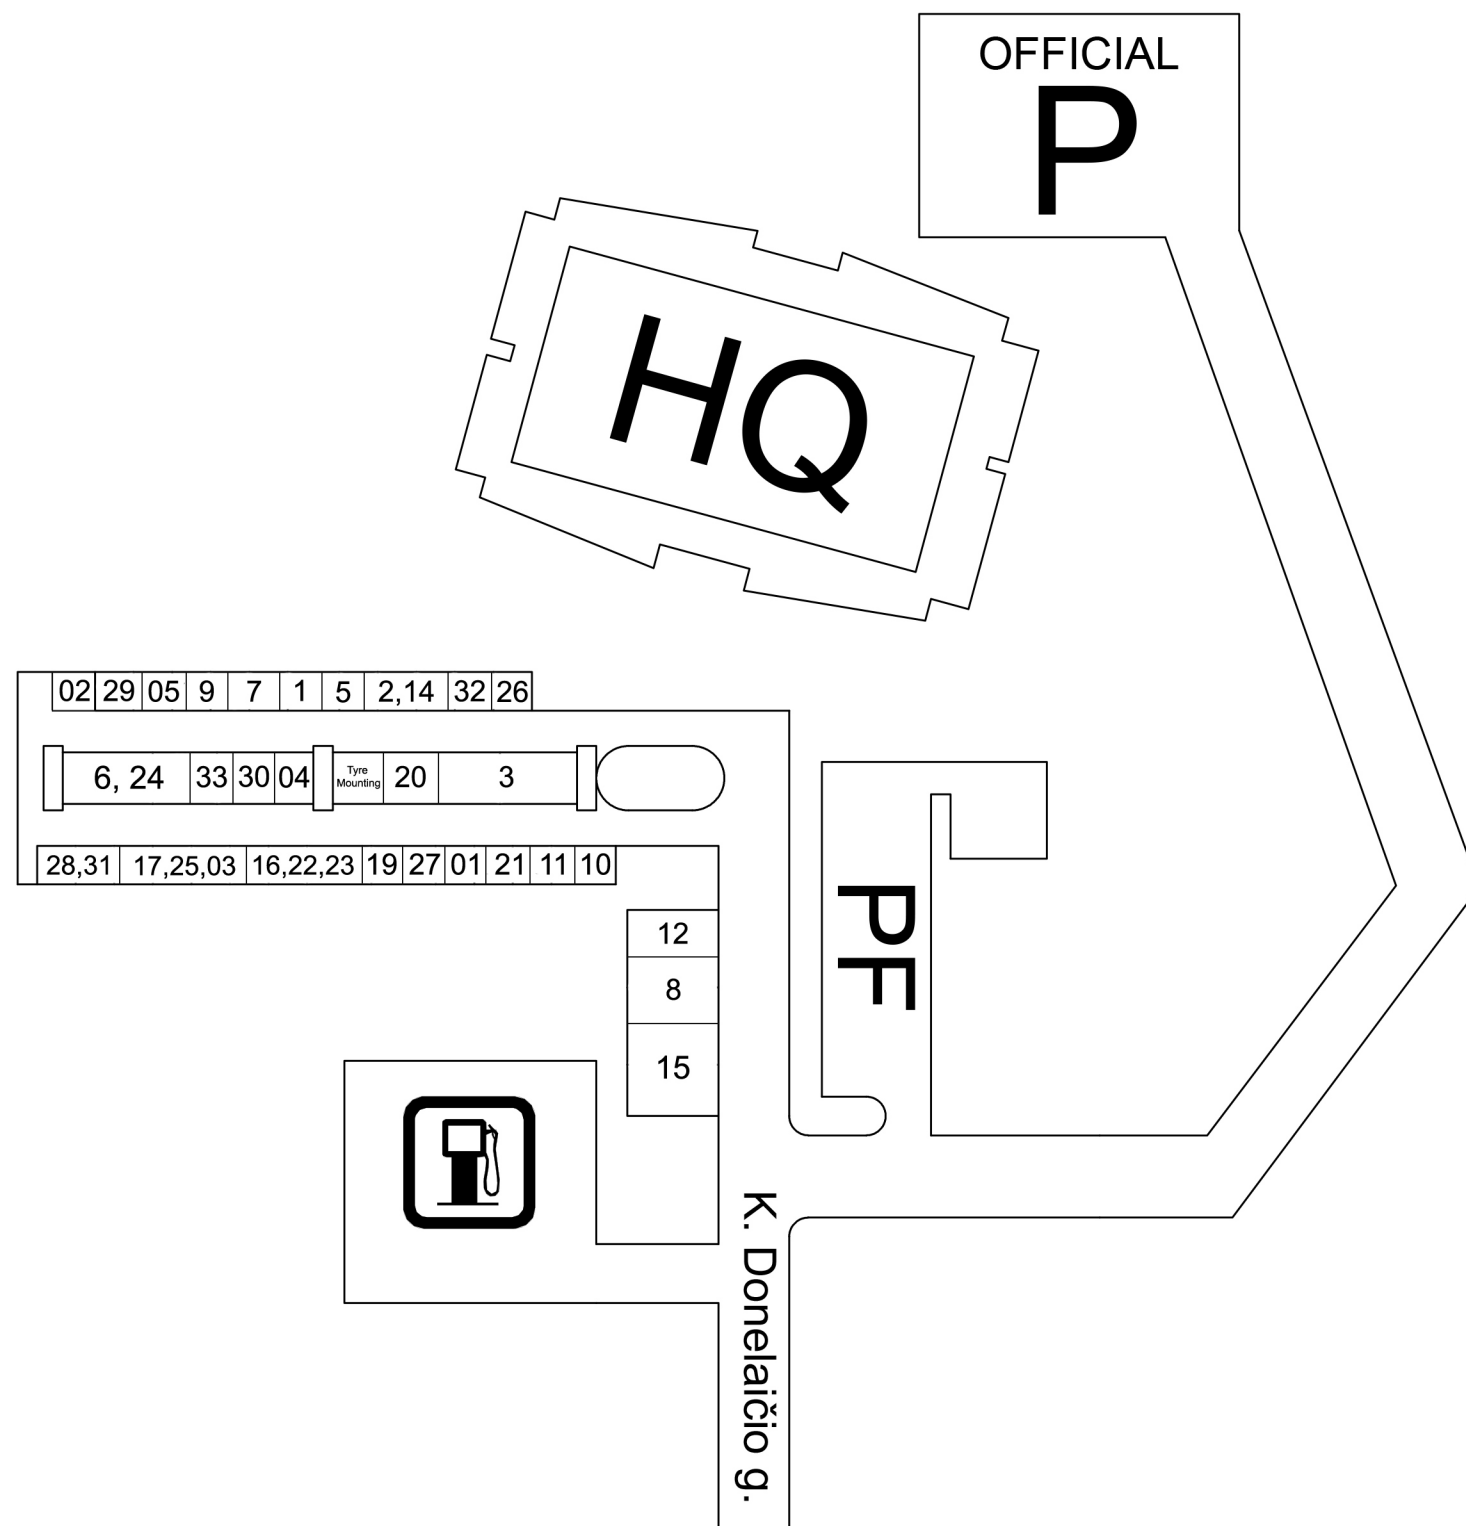 OFFICIAL
P
HQ
02 29 05 9 7 1 5 2,14 32 26
6, 24 33 30 04 Tyre Mounting 20 3
28,31 17,25,03 16,22,23 19 27 01 21 11 10
12
8
15
PF
K. Donelaičio g.